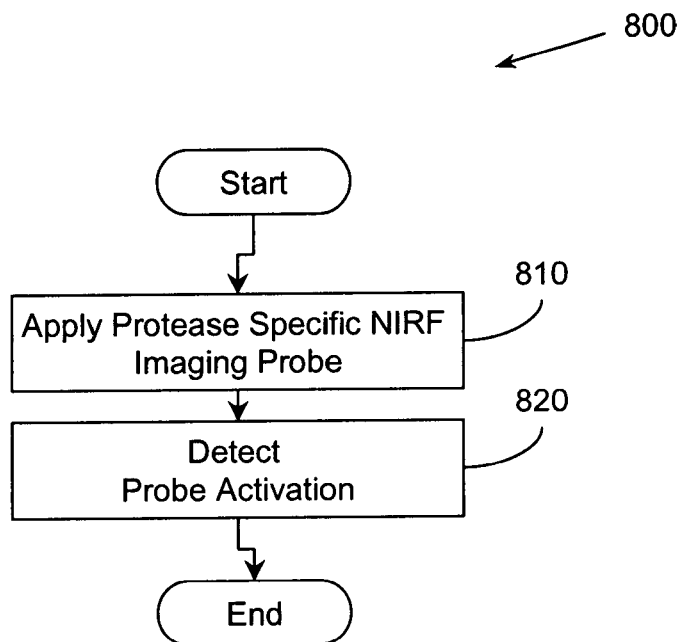 800
Start
810
Apply Protease Specific NIRF
Imaging Probe
820
Detect
Probe Activation
End